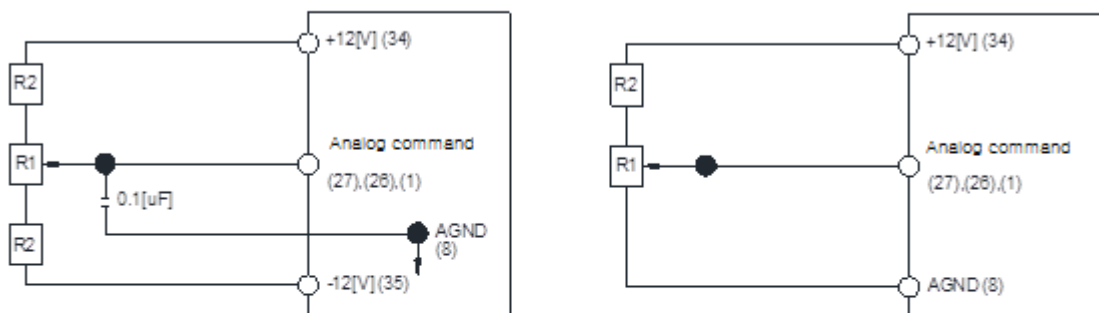 +12[V] (34)
R2
Analog command
R1
(27),(26),(1)
0.1[uF]
AGND
(8)
R2
-12[V] (35)
+12[V] (34)
R2
Analog command
R1
(27),(26),(1)
AGND (8)